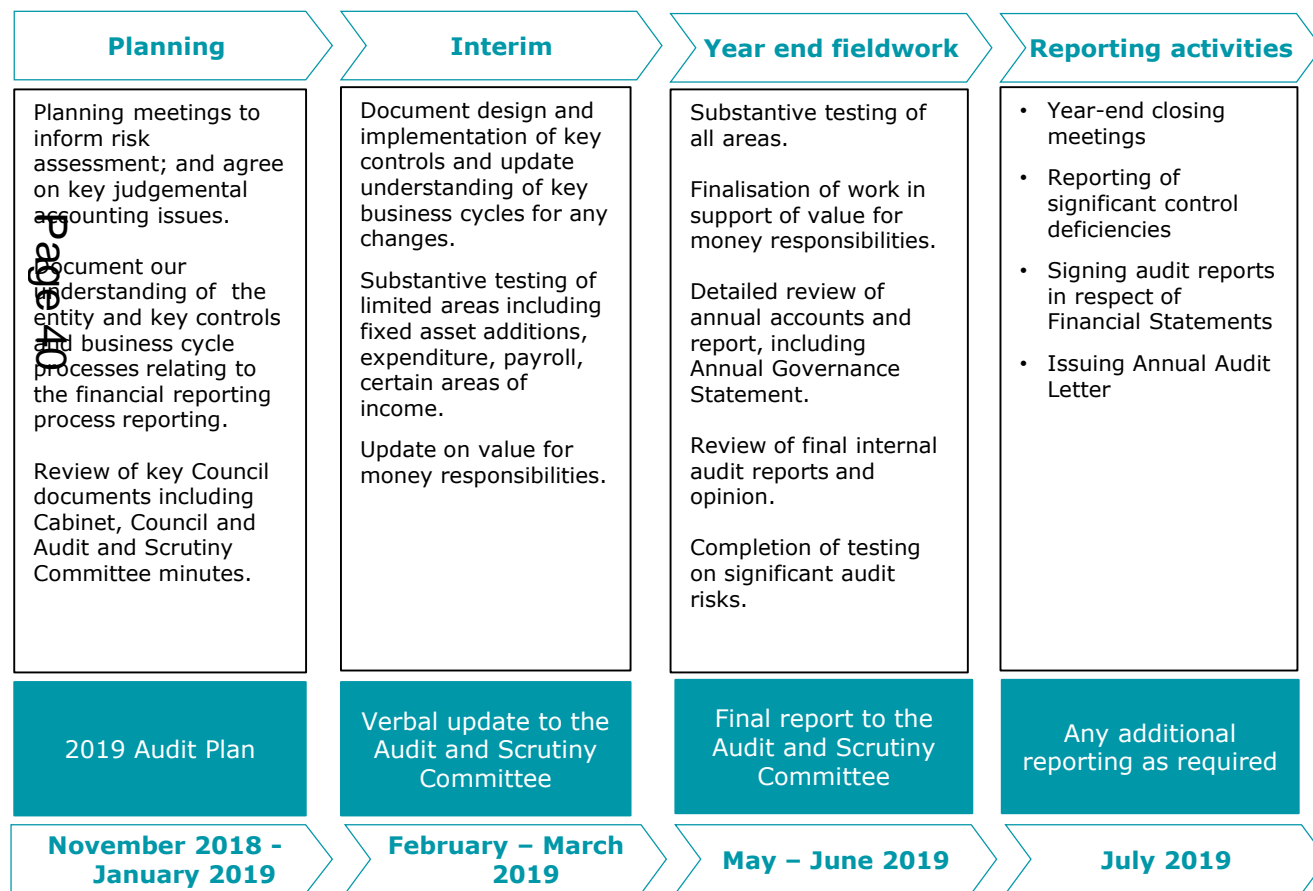 Planning
Interim
Year end fieldwork
Reporting activities
Planning meetings to
inform risk
assessment; and agree
on key judgemental
accounting issues.
Document our
understanding of  the
entity and key controls
and business cycle
processes relating to
the financial reporting
process reporting.
Review of key Council
documents including
Cabinet, Council and
Audit and Scrutiny
Committee minutes.
Page 40
Document design and
implementation of key
controls and update
understanding of key
business cycles for any
changes.
Substantive testing of
limited areas including
fixed asset additions,
expenditure, payroll,
certain areas of
income.
Update on value for
money responsibilities.
Substantive testing of
all areas.
Finalisation of work in
support of value for
money responsibilities.
Detailed review of
annual accounts and
report, including
Annual Governance
Statement.
Review of final internal
audit reports and
opinion.
Completion of testing
on significant audit
risks.
• Year-end closing
meetings
• Reporting of
significant control
deficiencies
• Signing audit reports
in respect of
Financial Statements
• Issuing Annual Audit
Letter
2019 Audit Plan
Verbal update to the
Audit and Scrutiny
Committee
Final report to the
Audit and Scrutiny
Committee
Any additional
reporting as required
November 2018 -
January 2019
February – March
2019
May – June 2019
July 2019